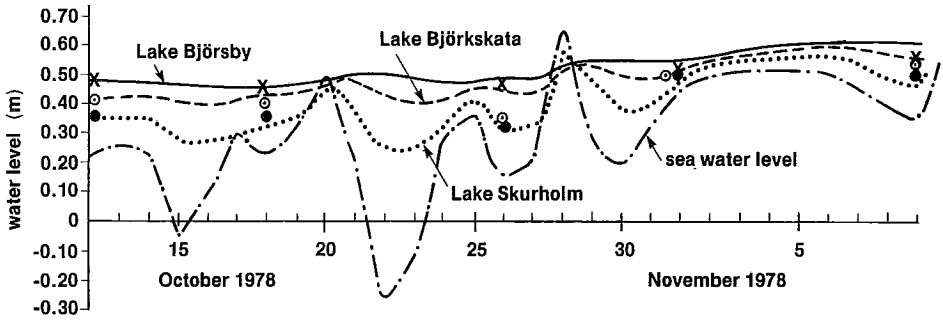 water level (m)
0.70
0.60
0.50
0.40
0.30
0.20
0.10
0
-0.10
-0.20
-0.30
Lake Björsby
Lake Björkskata
Lake Skurholm
sea water level
15
20
25
30
5
October 1978
November 1978